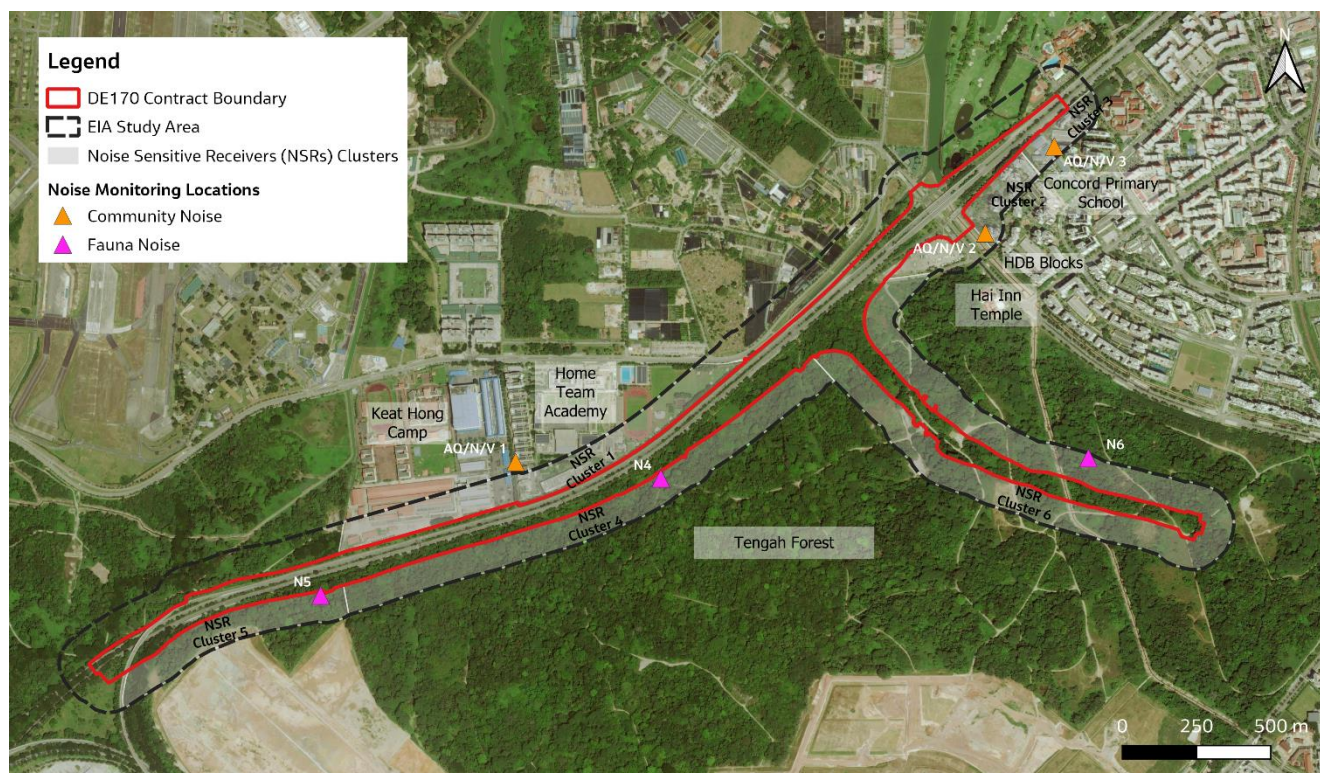 Legend
DE170 Contract Boundary
EIA Study Area
Noise Sensitive Receivers (NSRs) Clusters
Noise Monitoring Locations
Community Noise
Fauna Noise
N
NSR
Cluster 3
AQ/N/V 3
Concord Primary
School
NSR
Cluster 2
AQ/N/V 2
HDB Blocks
Hai Inn
Temple
Home
Team
Academy
Keat Hong
Camp
AQ/N/V 1
NSR
Cluster 1
N4
N6
NSR
Cluster 4
NSR
Cluster 6
Tengah Forest
N5
NSR
Cluster 5
0 250 500 m